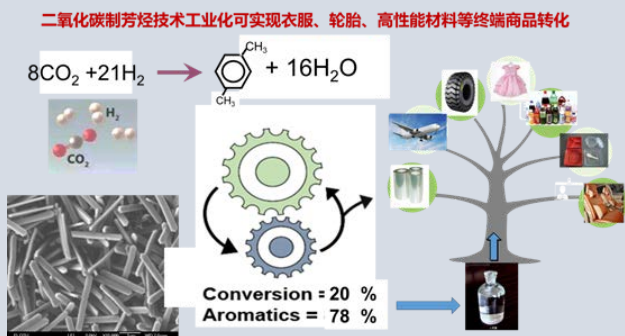 二氧化碳制芳烃技术工业化可实现衣服、轮胎、高性能材料等终端商品转化
8CO₂ +21H₂
CH₃
CH₃
+ 16H₂O
H₂
CO₂
Conversion = 20 %
Aromatics = 78 %